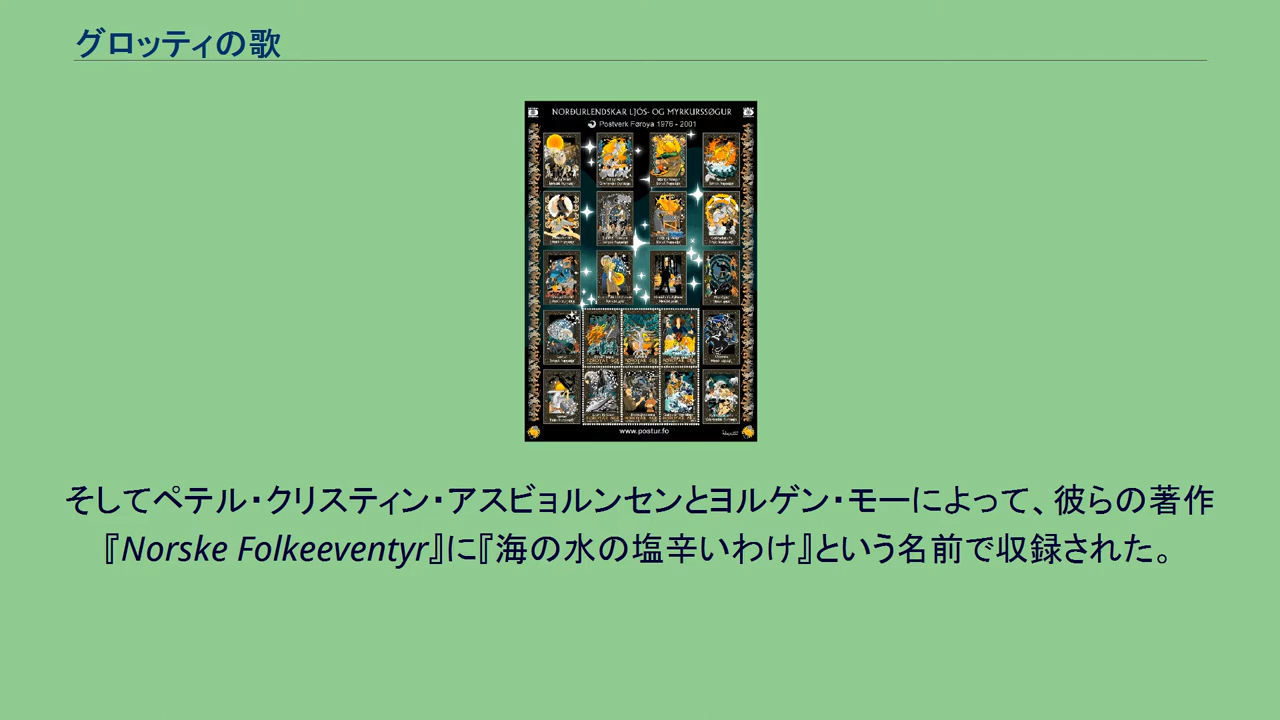 グロッティの歌
NORÐURLENDSKAR LJÓS- OG MYRKURSSØGUR
Postverk Føroya 1976 - 2001
www.postur.fo
そしてペテル・クリスティン・アスビョルンセンとヨルゲン・モーによって、彼らの著作
『Norske Folkeeventyr』に『海の水の塩辛いわけ』という名前で収録された。